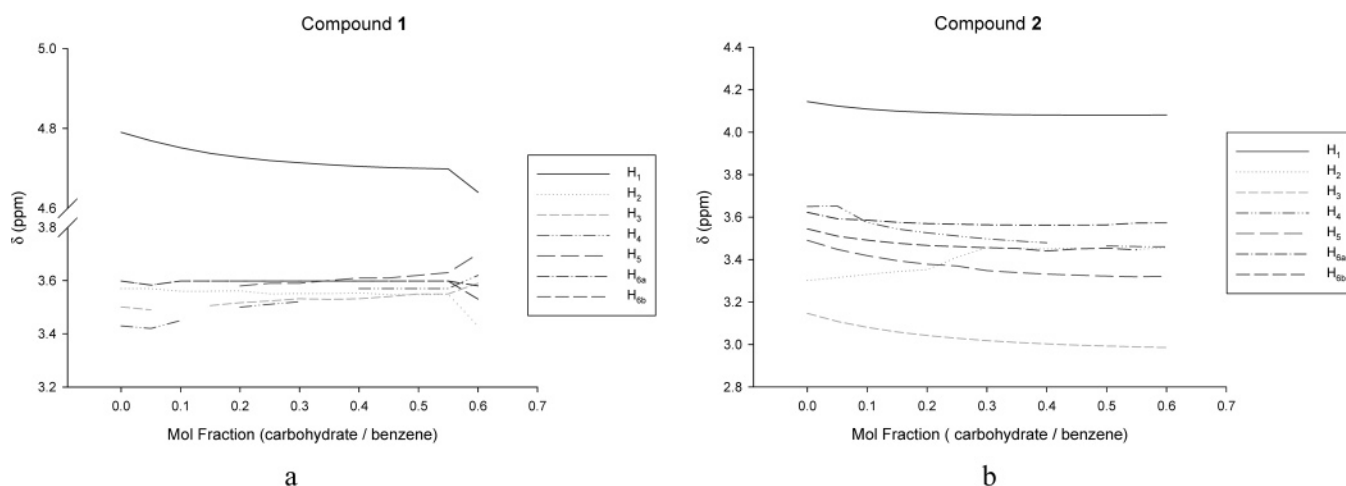 Compound 1
5.0
4.8
4.6
3.8
3.6
3.4
3.2
δ (ppm)
0.0 0.1 0.2 0.3 0.4 0.5 0.6 0.7
Mol Fraction (carbohydrate / benzene)
H1
H2
H3
H4
H5
H6a
H6b
a
Compound 2
4.4
4.2
4.0
3.8
3.6
3.4
3.2
3.0
2.8
δ (ppm)
0.0 0.1 0.2 0.3 0.4 0.5 0.6 0.7
Mol Fraction ( carbohydrate / benzene)
H1
H2
H3
H4
H5
H6a
H6b
b